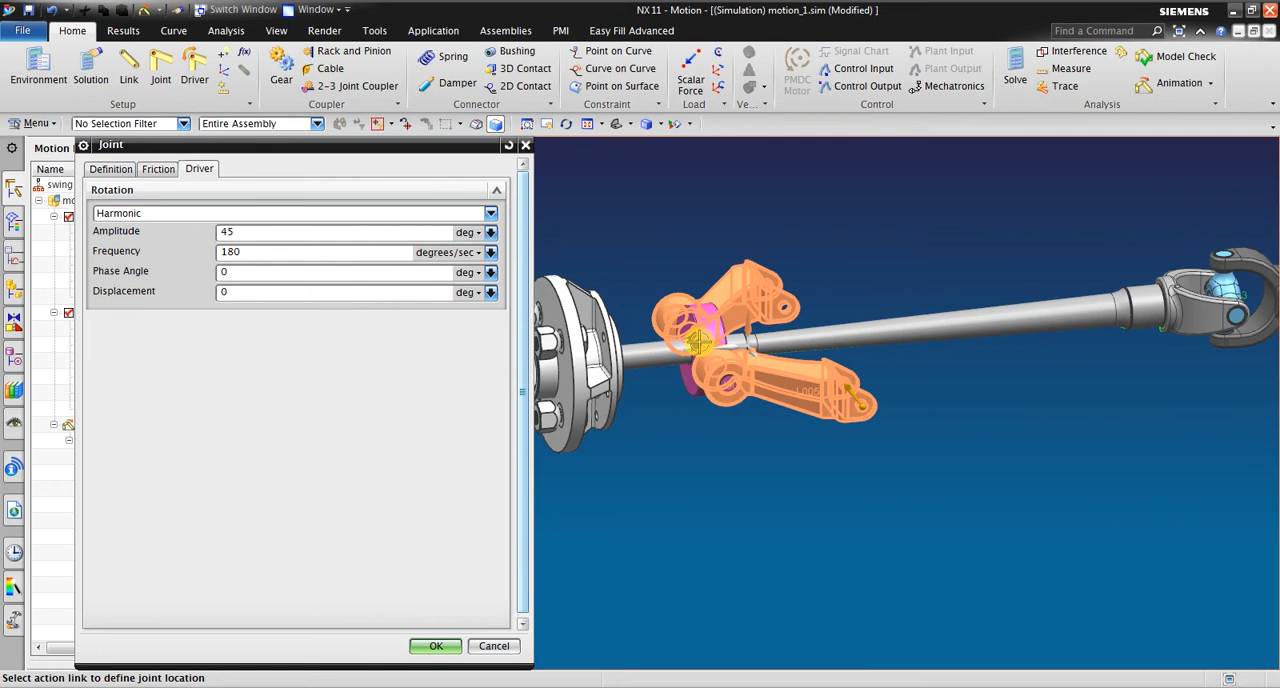 Switch Window Window
NX 11 - Motion - [(Simulation) motion_1.sim (Modified) ]
SIEMENS
File Home Results Curve Analysis View Render Tools Application Assemblies PMI Easy Fill Advanced
Find a Command
Environment Solution Link Joint Driver
f(x)
Setup
Gear
Rack and Pinion
Cable
2-3 Joint Coupler
Coupler
Spring
Damper
Bushing
3D Contact
2D Contact
Connector
Point on Curve
Curve on Curve
Point on Surface
Constraint
Scalar
Force
Load
Ve...
PMDC
Motor
Signal Chart
Control Input
Control Output
Plant Input
Plant Output
Mechatronics
Control
Solve
Interference
Measure
Trace
Model Check
Animation
Analysis
Menu No Selection Filter Entire Assembly
Motion
Name
swing
mo
Joint
Definition Friction Driver
Rotation
Harmonic
Amplitude 45 deg
Frequency 180 degrees/sec
Phase Angle 0 deg
Displacement 0 deg
OK Cancel
L005
Select action link to define joint location